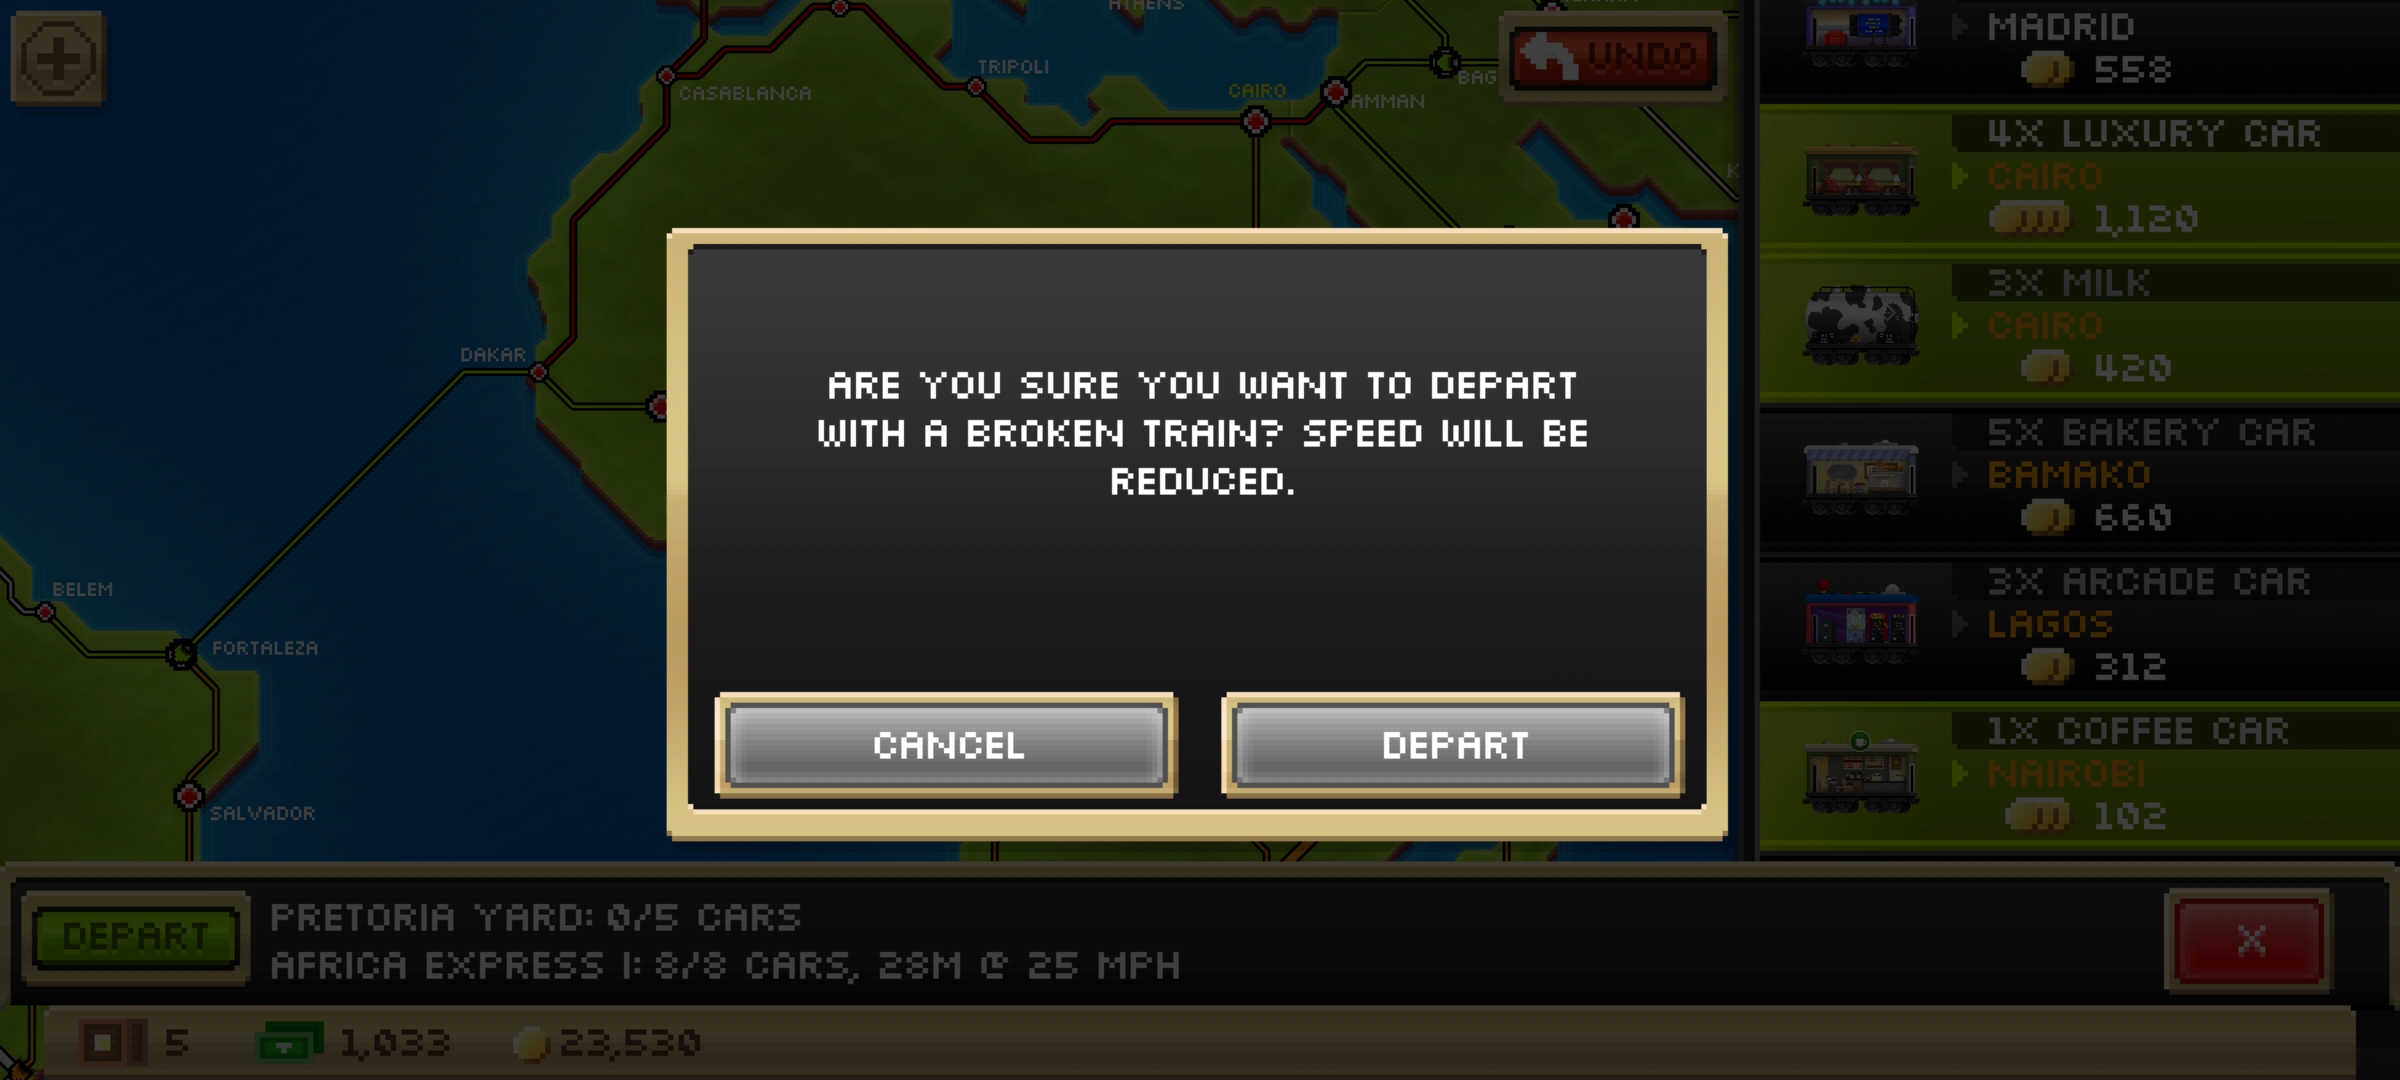 ATHENS
UNDO
TRIPOLI
CASABLANCA
CAIRO
AMMAN
BAG
K
DAKAR
BELEM
FORTALEZA
SALVADOR
MADRID
558
4X LUXURY CAR
CAIRO
1,120
3X MILK
CAIRO
420
5X BAKERY CAR
BAMAKO
660
3X ARCADE CAR
LAGOS
312
1X COFFEE CAR
NAIROBI
102
ARE YOU SURE YOU WANT TO DEPART
WITH A BROKEN TRAIN? SPEED WILL BE
REDUCED.
CANCEL
DEPART
DEPART
PRETORIA YARD: 0/5 CARS
AFRICA EXPRESS I: 8/8 CARS, 28M @ 25 MPH
X
5
1,033
23,530